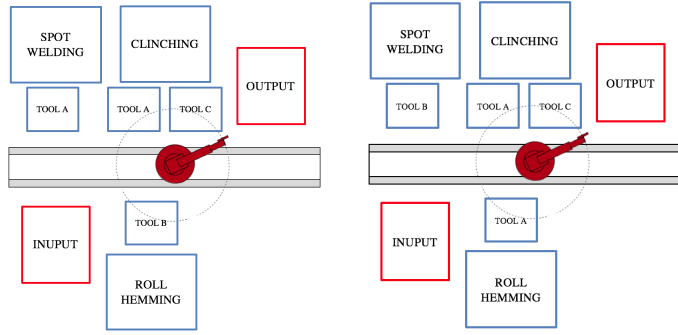 SPOT
WELDING
CLINCHING
OUTPUT
TOOL A
TOOL A
TOOL C
INUPUT
TOOL B
ROLL
HEMMING
SPOT
WELDING
CLINCHING
OUTPUT
TOOL B
TOOL A
TOOL C
INUPUT
TOOL A
ROLL
HEMMING